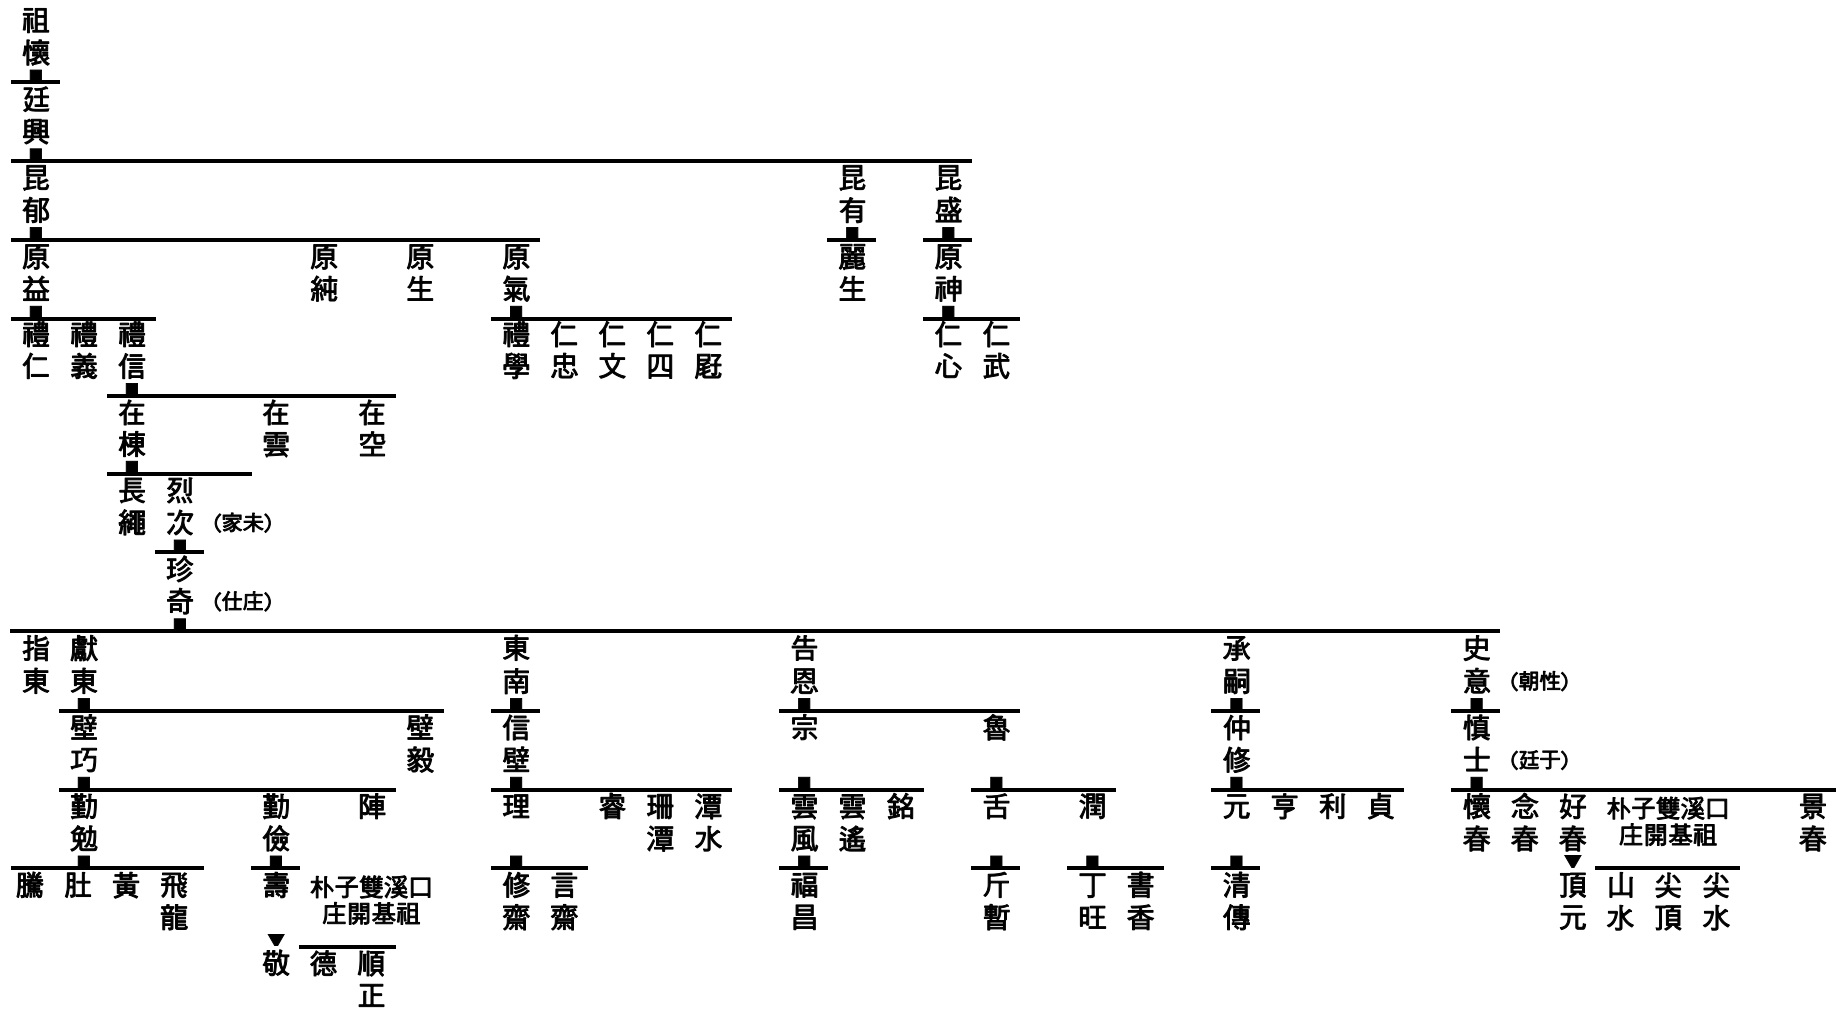 祖懷
廷興
昆郁 昆有 昆盛
原益 原純 原生 原氣 麗生 原神
禮仁 禮義 禮信 禮學 仁忠 仁文 仁四 仁 仁心 仁武
在棟 在雲 在空
長繩 烈次 (家未)
珍奇 (仕庄)
指東 獻東 東南 告恩 承嗣 史意 (朝性)
壁巧 壁毅 信壁 宗 魯 仲修 慎士 (廷于)
勤勉 勤儉 陣 理 睿 珊潭 潭水 雲風 雲遙 銘 舌 潤 元 亨 利 貞 懷春 念春 好春 朴子雙溪口 景春
庄開基祖
騰 肚 黃 飛龍 壽 朴子雙溪口 修齋 言齋 福昌 斤暫 丁旺 書香 清傳 頂元 山水 尖頂 尖水
庄開基祖
敬 德 順正